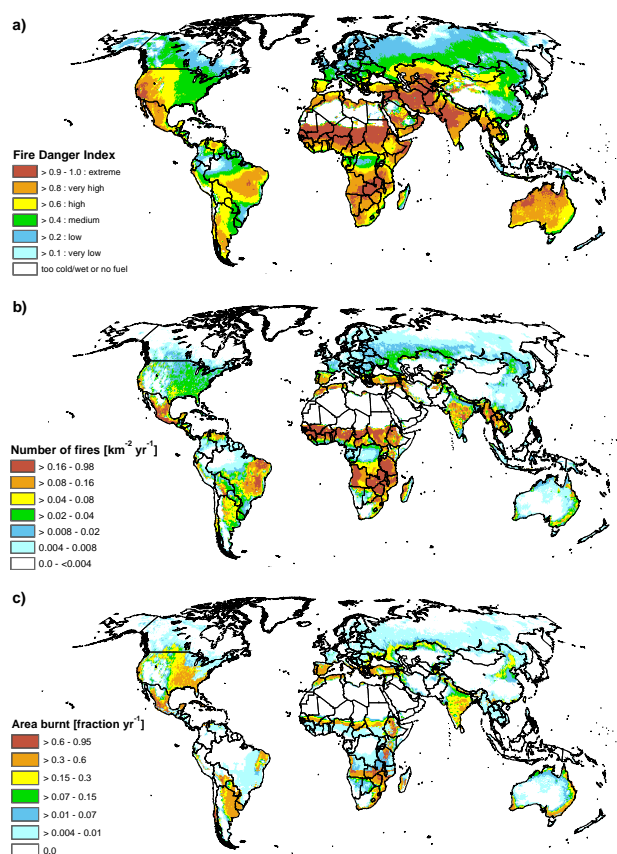 a)
Fire Danger Index
> 0.9 - 1.0 : extreme
> 0.8 : very high
> 0.6 : high
> 0.4 : medium
> 0.2 : low
> 0.1 : very low
too cold/wet or no fuel
b)
Number of fires [km⁻² yr⁻¹]
> 0.16 - 0.98
> 0.08 - 0.16
> 0.04 - 0.08
> 0.02 - 0.04
> 0.008 - 0.02
0.004 - 0.008
0.0 - <0.004
c)
Area burnt [fraction yr⁻¹]
> 0.6 - 0.95
> 0.3 - 0.6
> 0.15 - 0.3
> 0.07 - 0.15
> 0.01 - 0.07
> 0.004 - 0.01
0.0